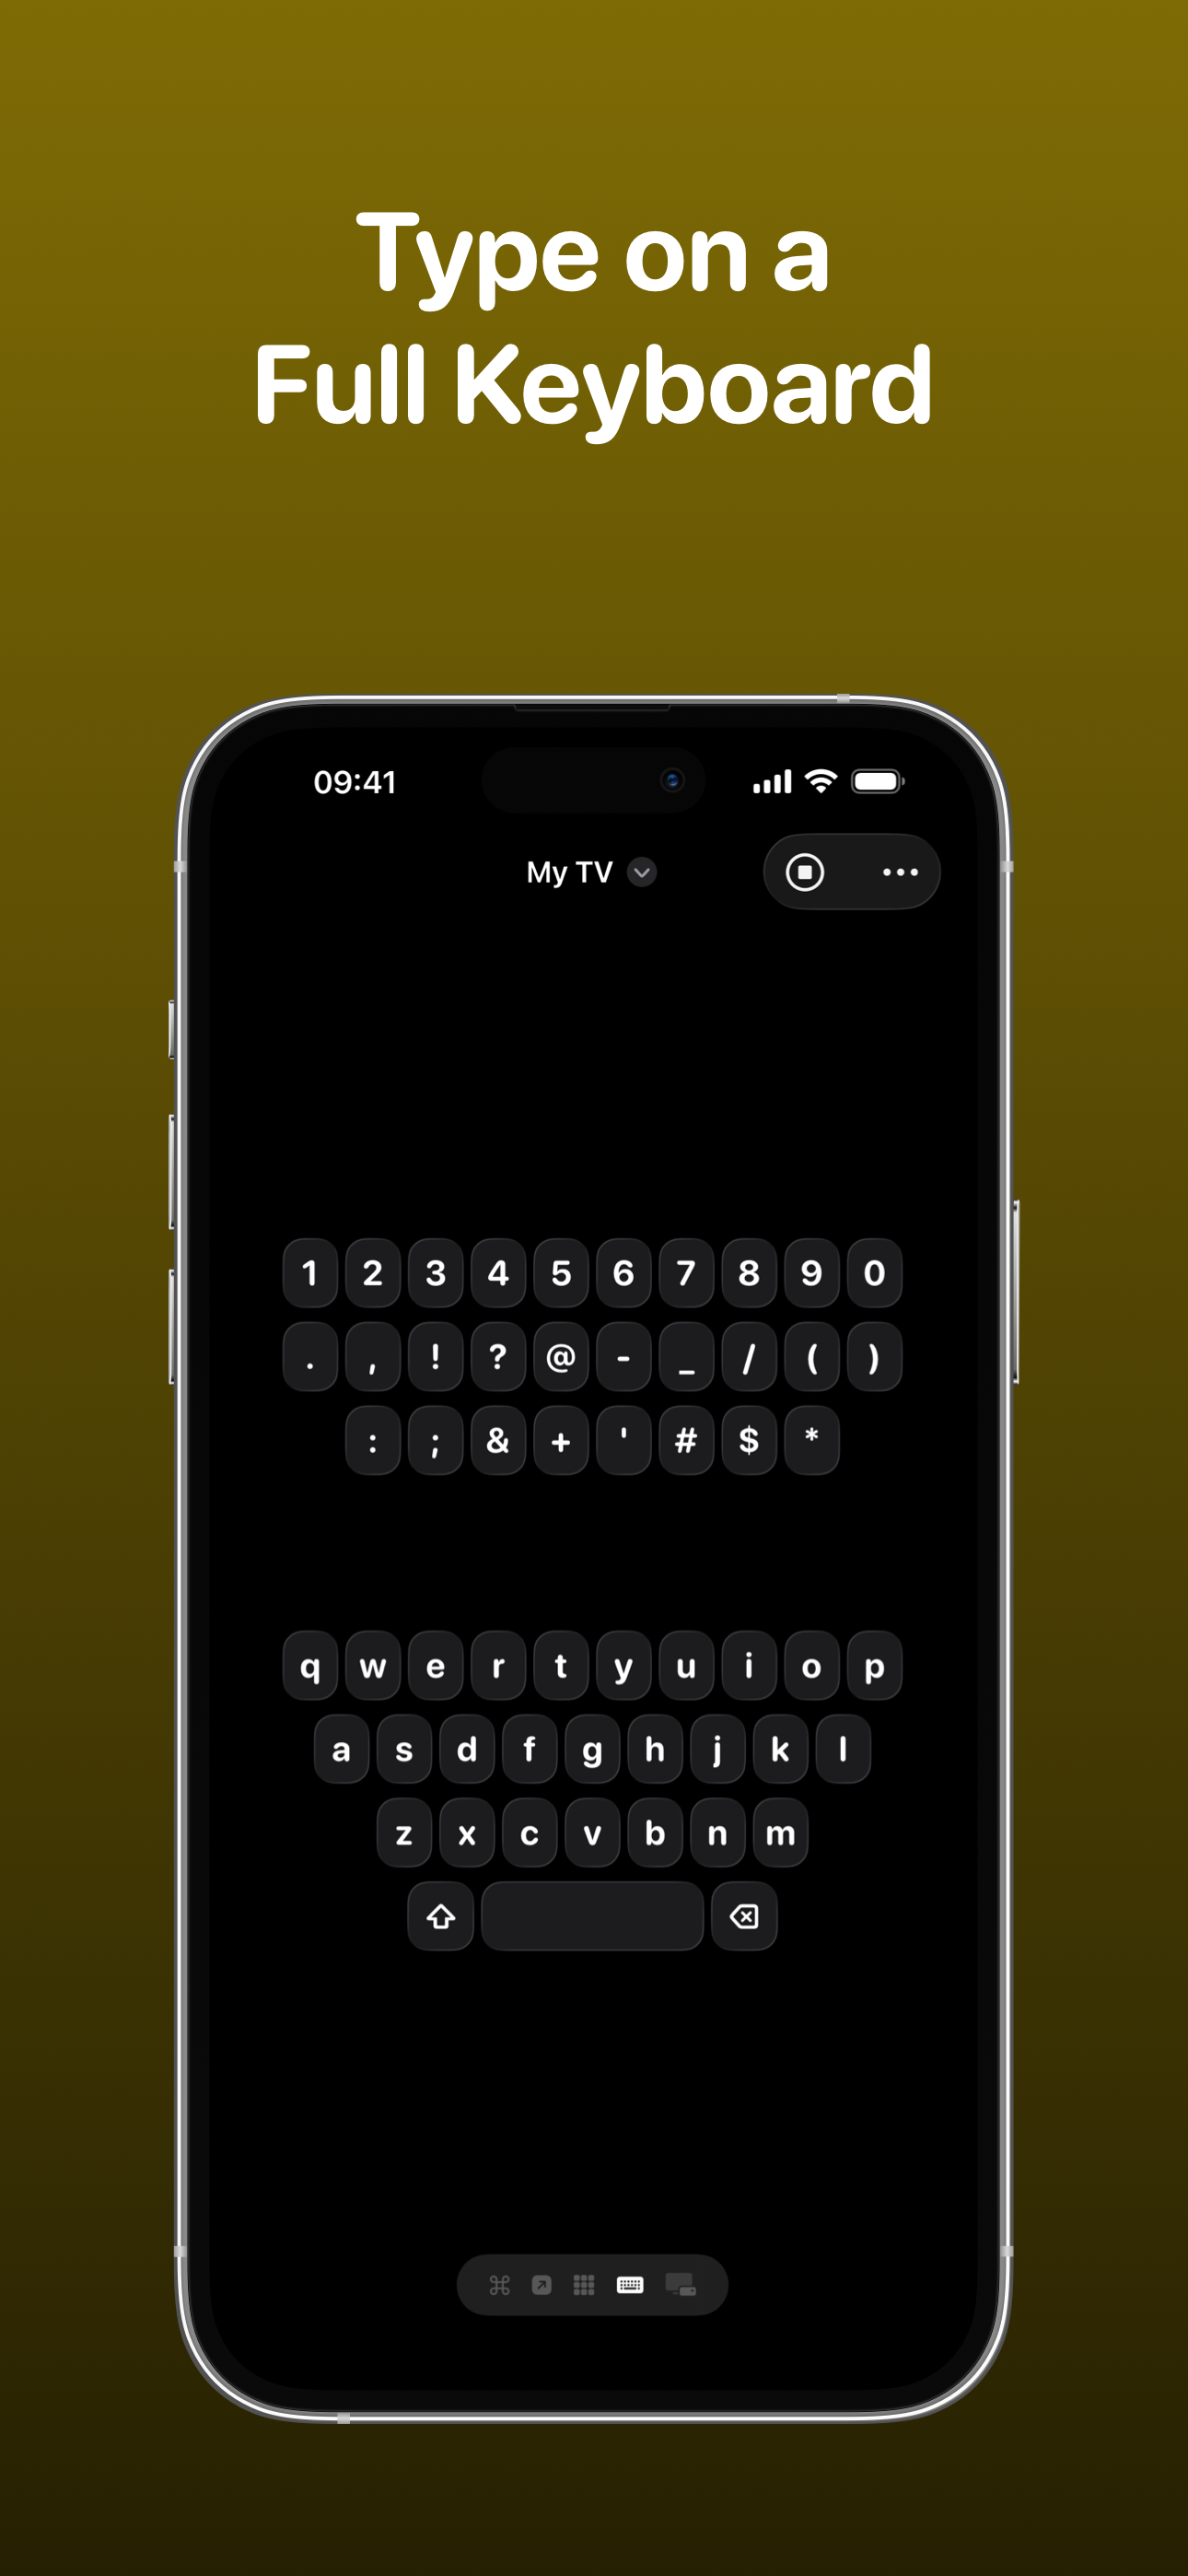 Type on a
Full Keyboard
09:41
My TV
1 2 3 4 5 6 7 8 9 0
. , ! ? @ - _ / ( )
: ; & + ' # $ *
q w e r t y u i o p
a s d f g h j k l
z x c v b n m